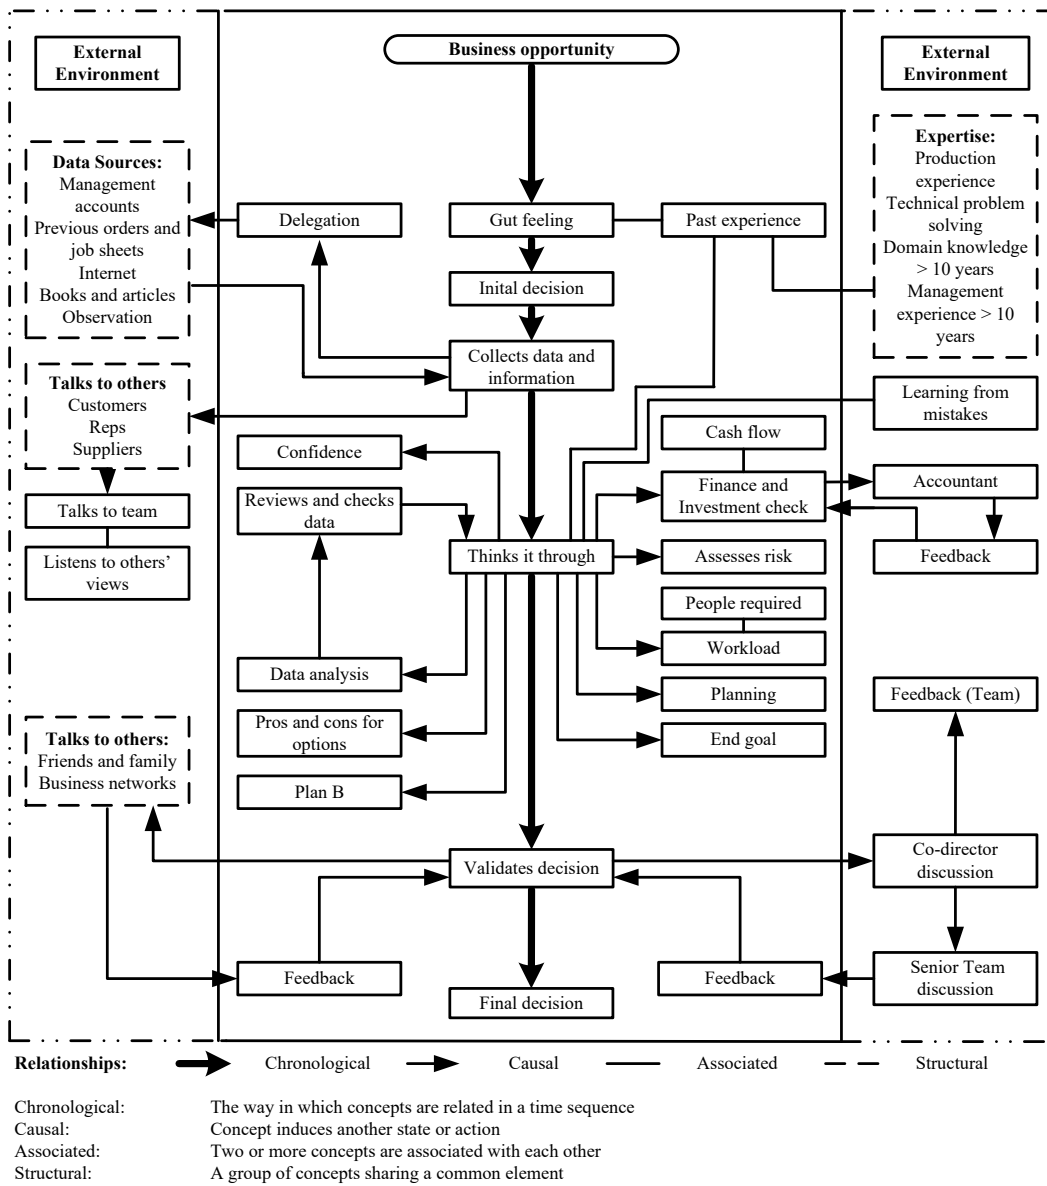 External
Environment
Business opportunity
External
Environment
Data Sources:
Management
accounts
Previous orders and
job sheets
Internet
Books and articles
Observation
Expertise:
Production
experience
Technical problem
solving
Domain knowledge
> 10 years
Management
experience > 10
years
Delegation
Gut feeling
Past experience
Inital decision
Collects data and
information
Talks to others
Customers
Reps
Suppliers
Learning from
mistakes
Confidence
Cash flow
Reviews and checks
data
Finance and
Investment check
Accountant
Talks to team
Listens to others’
views
Thinks it through
Assesses risk
Feedback
People required
Workload
Data analysis
Planning
Feedback (Team)
Pros and cons for
options
End goal
Talks to others:
Friends and family
Business networks
Plan B
Validates decision
Co-director
discussion
Feedback
Feedback
Senior Team
discussion
Final decision
Relationships: Chronological Causal Associated Structural
Chronological: The way in which concepts are related in a time sequence
Causal: Concept induces another state or action
Associated: Two or more concepts are associated with each other
Structural: A group of concepts sharing a common element